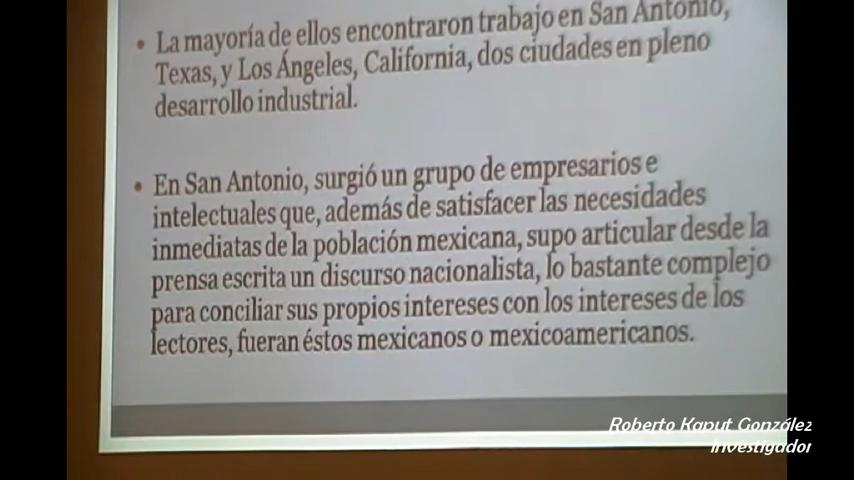 • La mayoría de ellos encontraron trabajo en San Antonio,
Texas, y Los Ángeles, California, dos ciudades en pleno
desarrollo industrial.
• En San Antonio, surgió un grupo de empresarios e
intelectuales que, además de satisfacer las necesidades
inmediatas de la población mexicana, supo articular desde la
prensa escrita un discurso nacionalista, lo bastante complejo
para conciliar sus propios intereses con los intereses de los
lectores, fueran éstos mexicanos o mexicoamericanos.
Roberto Kaput González
Investigador